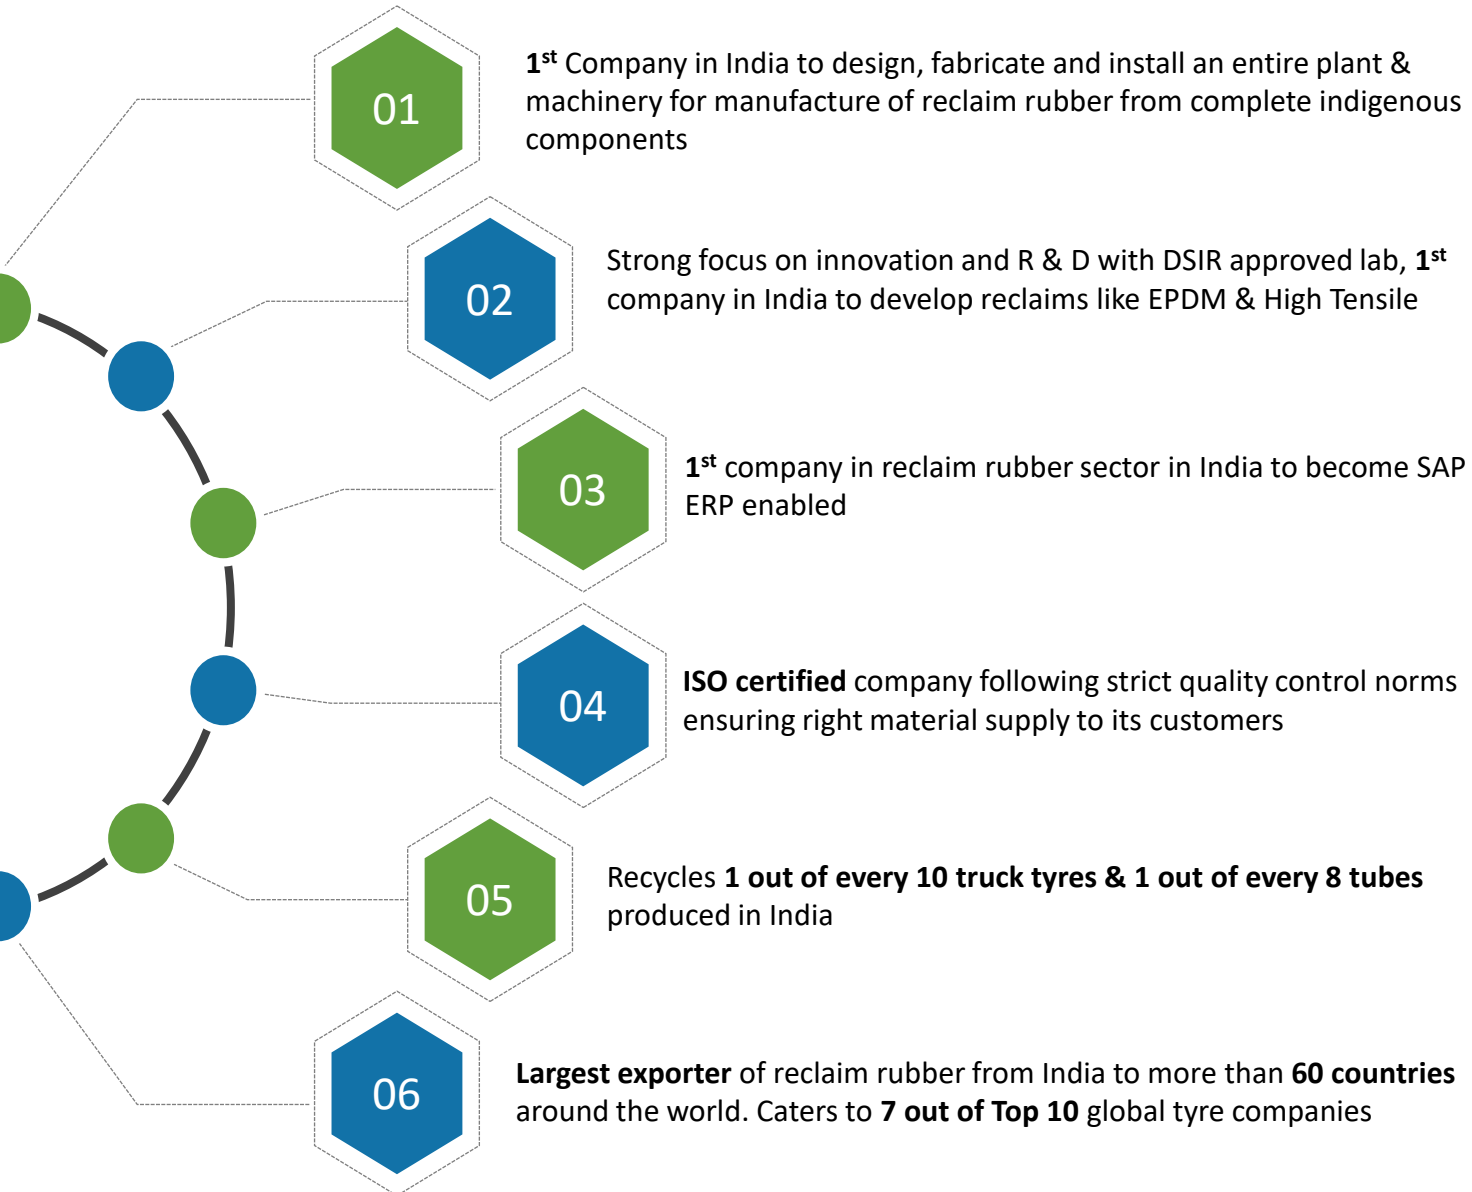 01
1st Company in India to design, fabricate and install an entire plant &
machinery for manufacture of reclaim rubber from complete indigenous
components
02
Strong focus on innovation and R & D with DSIR approved lab, 1st
company in India to develop reclaims like EPDM & High Tensile
03
1st company in reclaim rubber sector in India to become SAP
ERP enabled
04
ISO certified company following strict quality control norms
ensuring right material supply to its customers
05
Recycles 1 out of every 10 truck tyres & 1 out of every 8 tubes
produced in India
06
Largest exporter of reclaim rubber from India to more than 60 countries
around the world. Caters to 7 out of Top 10 global tyre companies